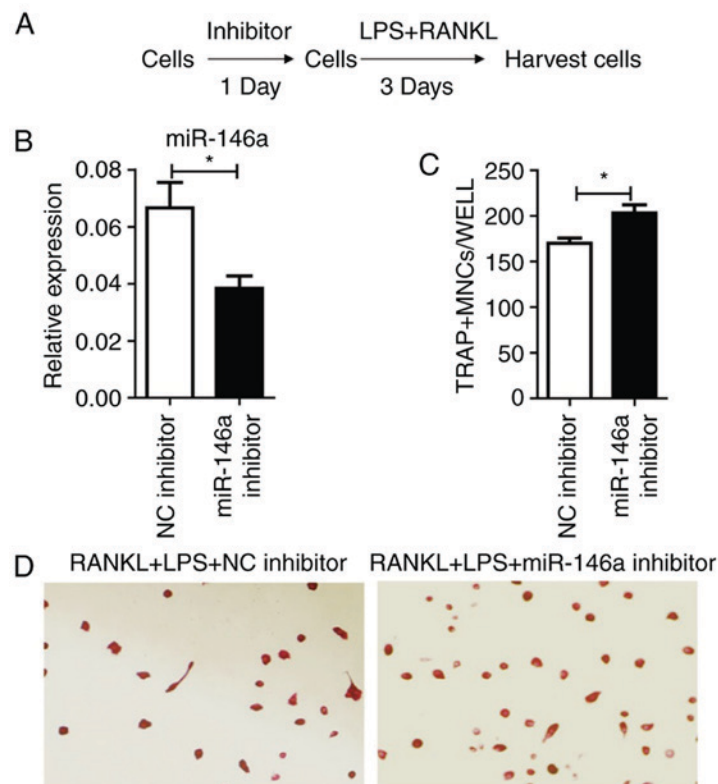 A
Inhibitor
LPS+RANKL
Cells
Cells
Harvest cells
1 Day
3 Days
B
miR-146a
*
0.08
0.06
0.04
0.02
0.00
Relative expression
NC inhibitor
miR-146a
inhibitor
C
*
250
200
150
100
50
0
TRAP+MNCs/WELL
NC inhibitor
miR-146a
inhibitor
D
RANKL+LPS+NC inhibitor
RANKL+LPS+miR-146a inhibitor